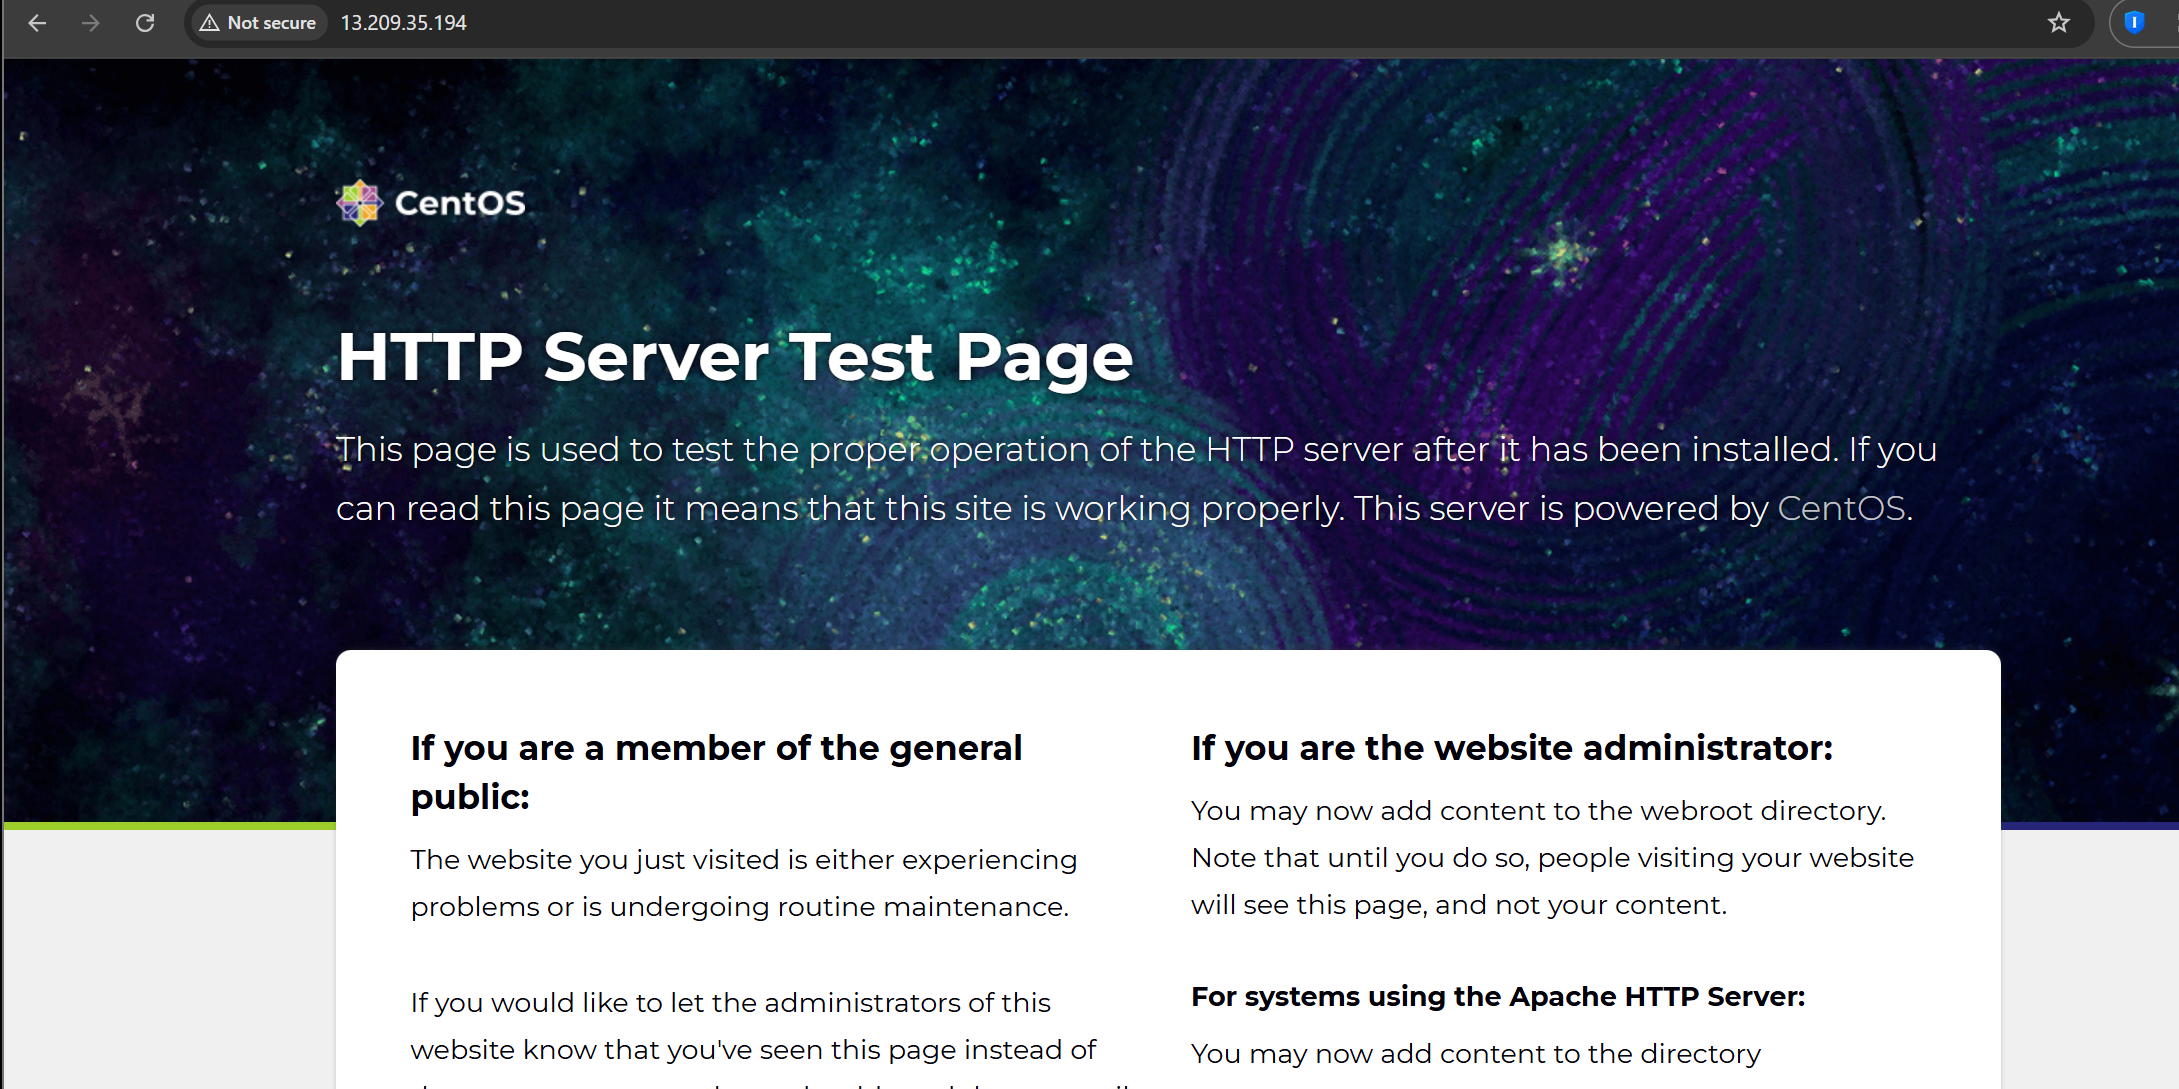 Not secure 13.209.35.194
CentOS
HTTP Server Test Page
This page is used to test the proper operation of the HTTP server after it has been installed. If you
can read this page it means that this site is working properly. This server is powered by CentOS.
If you are a member of the general
public:
The website you just visited is either experiencing
problems or is undergoing routine maintenance.
If you would like to let the administrators of this
website know that you've seen this page instead of
If you are the website administrator:
You may now add content to the webroot directory.
Note that until you do so, people visiting your website
will see this page, and not your content.
For systems using the Apache HTTP Server:
You may now add content to the directory